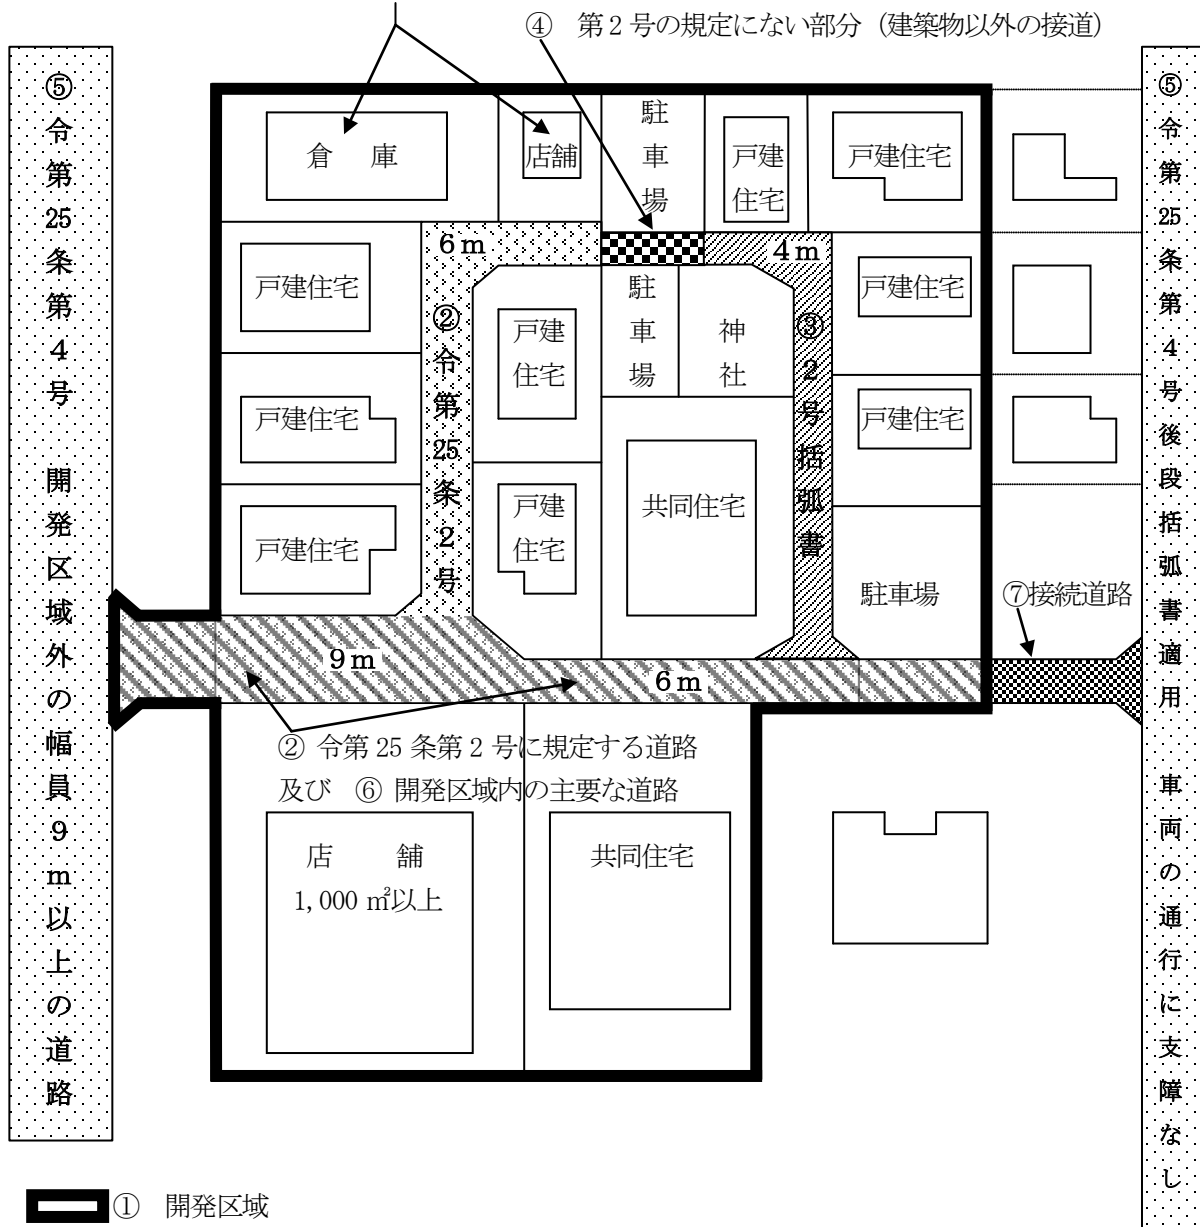 ④ 第2号の規定にない部分（建築物以外の接道）
⑤令第25条第4号 開発区域外の幅員9m以上の道路
⑤令第25条第4号後段括弧書適用 車両の通行に支障なし
倉 庫
店舗
駐車場
戸建
住宅
戸建住宅
6m
4m
戸建住宅
②令第25条2号
戸建
住宅
駐車場
神社
③2号括弧書
戸建住宅
戸建住宅
戸建住宅
戸建住宅
戸建
住宅
共同住宅
駐車場
⑦接続道路
9m
6m
② 令第25条第2号に規定する道路
及び ⑥ 開発区域内の主要な道路
店 舗
1,000㎡以上
共同住宅
① 開発区域